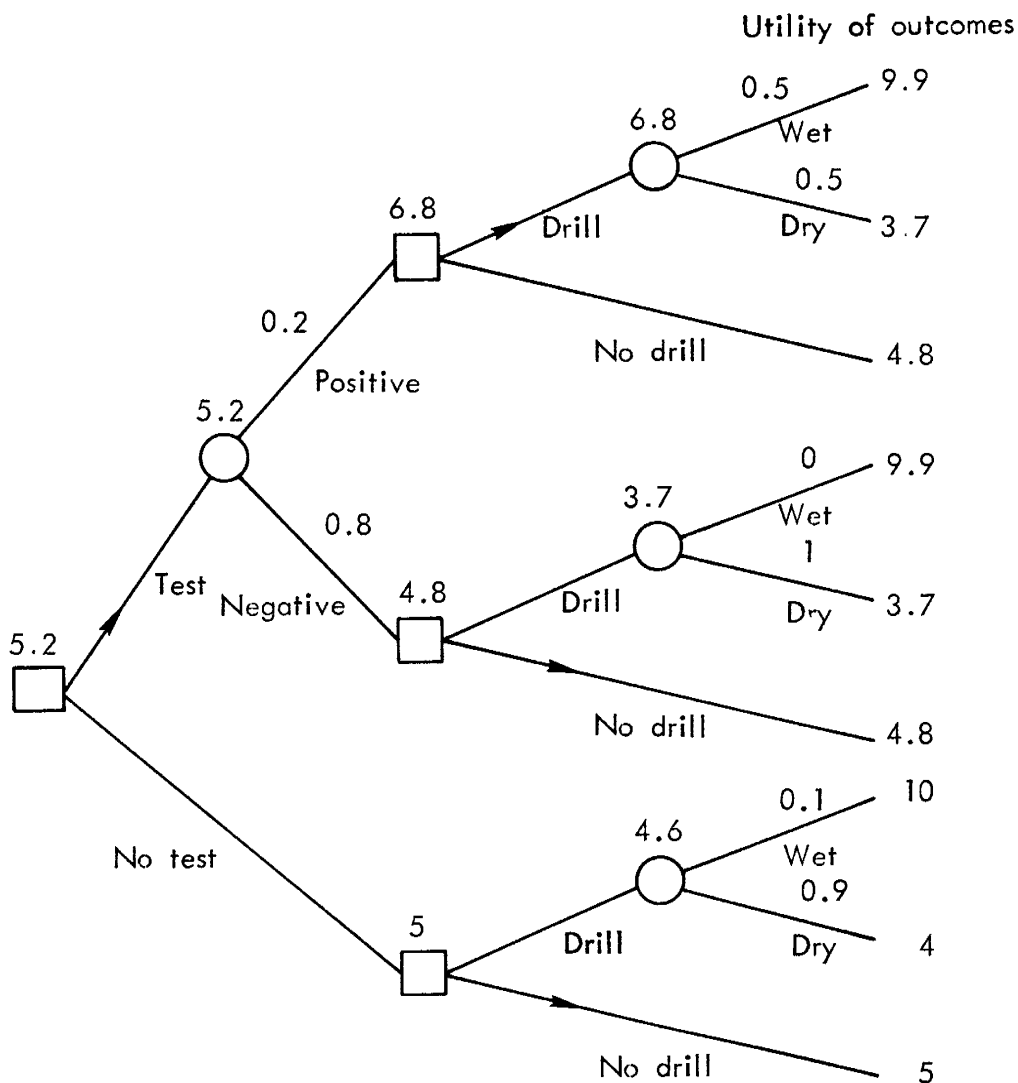 Utility of outcomes
0.5
9.9
6.8
Wet
0.5
6.8
Drill
Dry
3.7
0.2
No drill
4.8
Positive
5.2
0
9.9
3.7
Wet
0.8
1
Test
Negative
4.8
Drill
Dry
3.7
5.2
No drill
4.8
0.1
10
4.6
No test
Wet
0.9
5
Drill
Dry
4
No drill
5